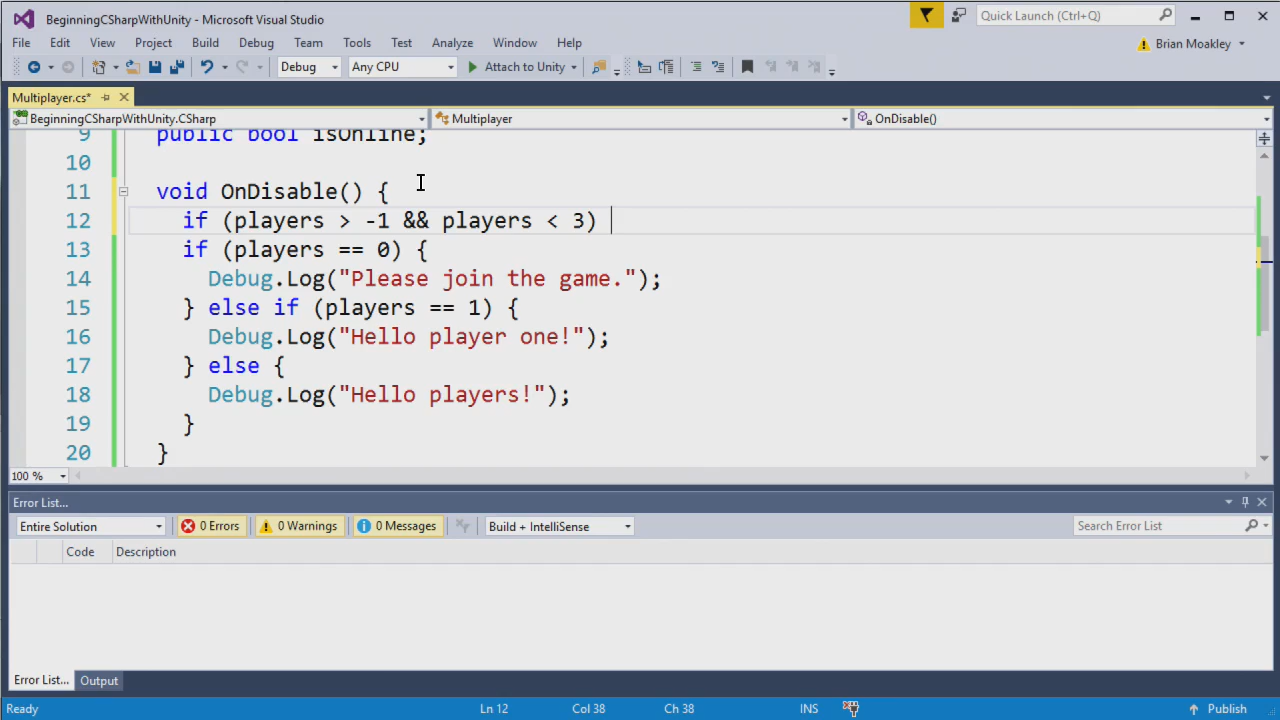 BeginningCSharpWithUnity - Microsoft Visual Studio
Quick Launch (Ctrl+Q)
File Edit View Project Build Debug Team Tools Test Analyze Window Help
Brian Moakley
Debug Any CPU Attach to Unity
Multiplayer.cs*
BeginningCSharpWithUnity.CSharp Multiplayer OnDisable()
9 public bool isOnline;
10
11 void OnDisable() {
12 if (players > -1 && players < 3)
13 if (players == 0) {
14 Debug.Log("Please join the game.");
15 } else if (players == 1) {
16 Debug.Log("Hello player one!");
17 } else {
18 Debug.Log("Hello players!");
19 }
20 }
100 %
Error List...
Entire Solution 0 Errors 0 Warnings 0 Messages Build + IntelliSense Search Error List
Code Description
Error List... Output
Ready Ln 12 Col 38 Ch 38 INS Publish